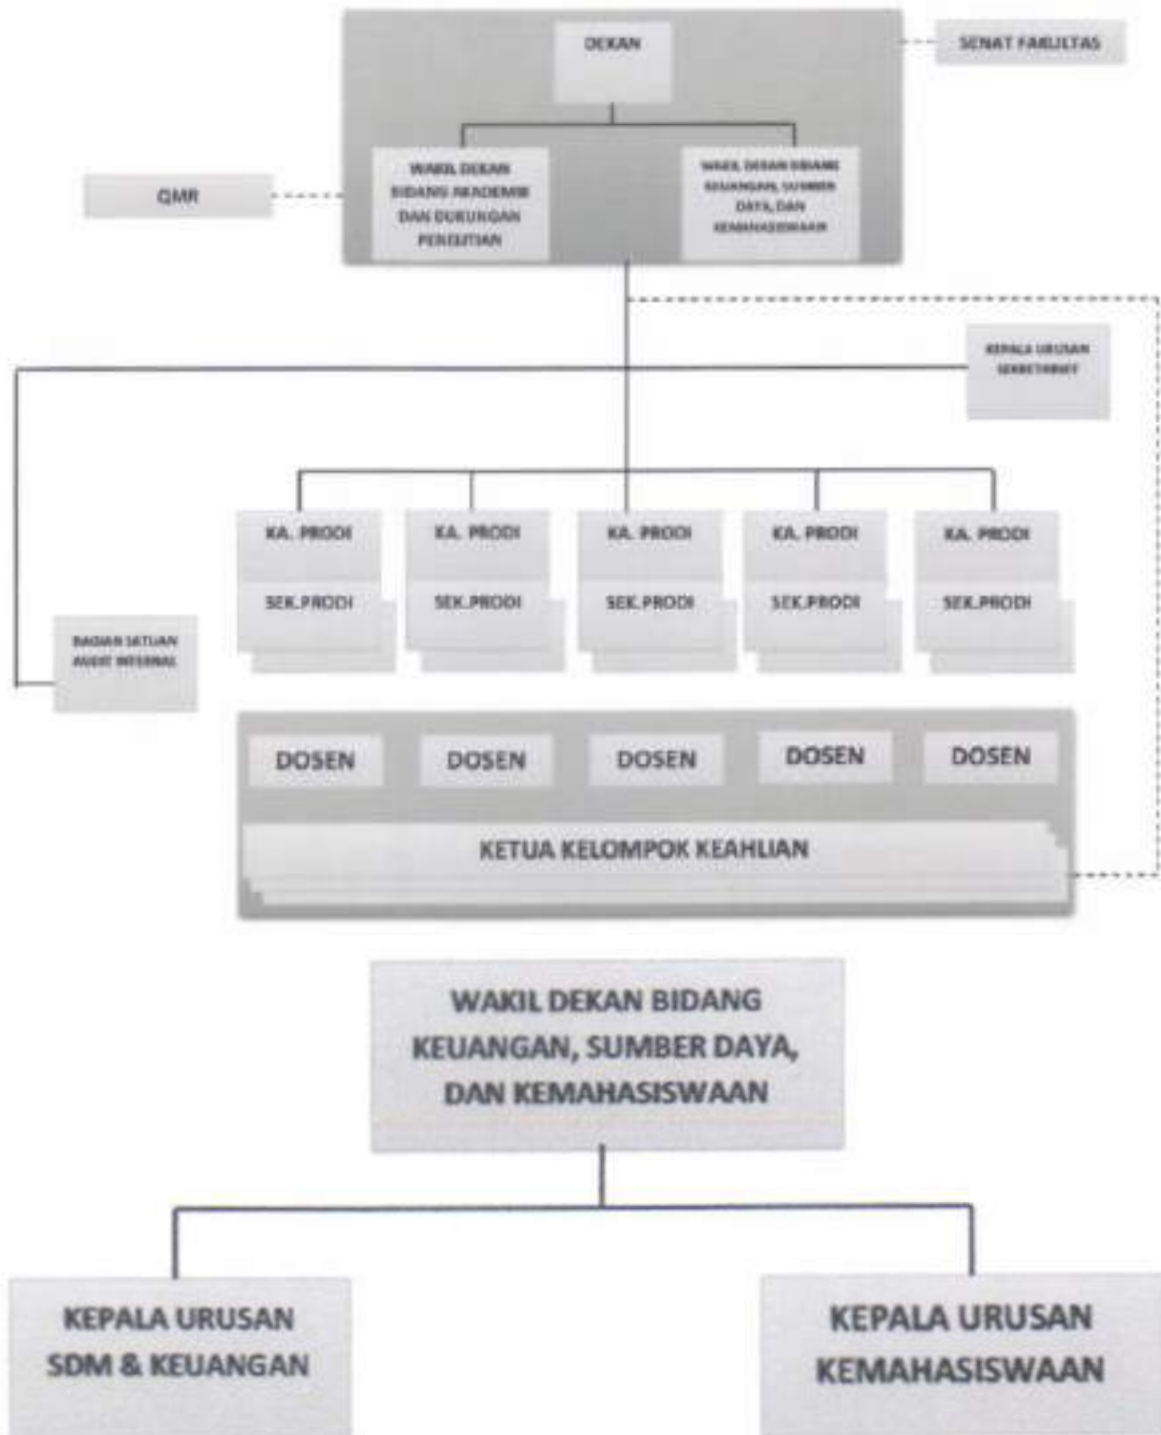 DEKAN
SENAT FAKULTAS
WAKIL DEKAN
BIDANG AKADEMIK
DAN DUKUNGAN
PENELITIAN
WAKIL DEKAN BIDANG
KEUANGAN, SUMBER
DAYA, DAN
KEMAHASISWAAN
QMR
KEPALA URUSAN
SEKRETARIAT
KA. PRODI
KA. PRODI
KA. PRODI
KA. PRODI
KA. PRODI
SEK.PRODI
SEK.PRODI
SEK.PRODI
SEK.PRODI
SEK.PRODI
BAGIAN SATUAN
AUDIT INTERNAL
DOSEN
DOSEN
DOSEN
DOSEN
DOSEN
KETUA KELOMPOK KEAHLIAN
WAKIL DEKAN BIDANG
KEUANGAN, SUMBER DAYA,
DAN KEMAHASISWAAN
KEPALA URUSAN
SDM & KEUANGAN
KEPALA URUSAN
KEMAHASISWAAN